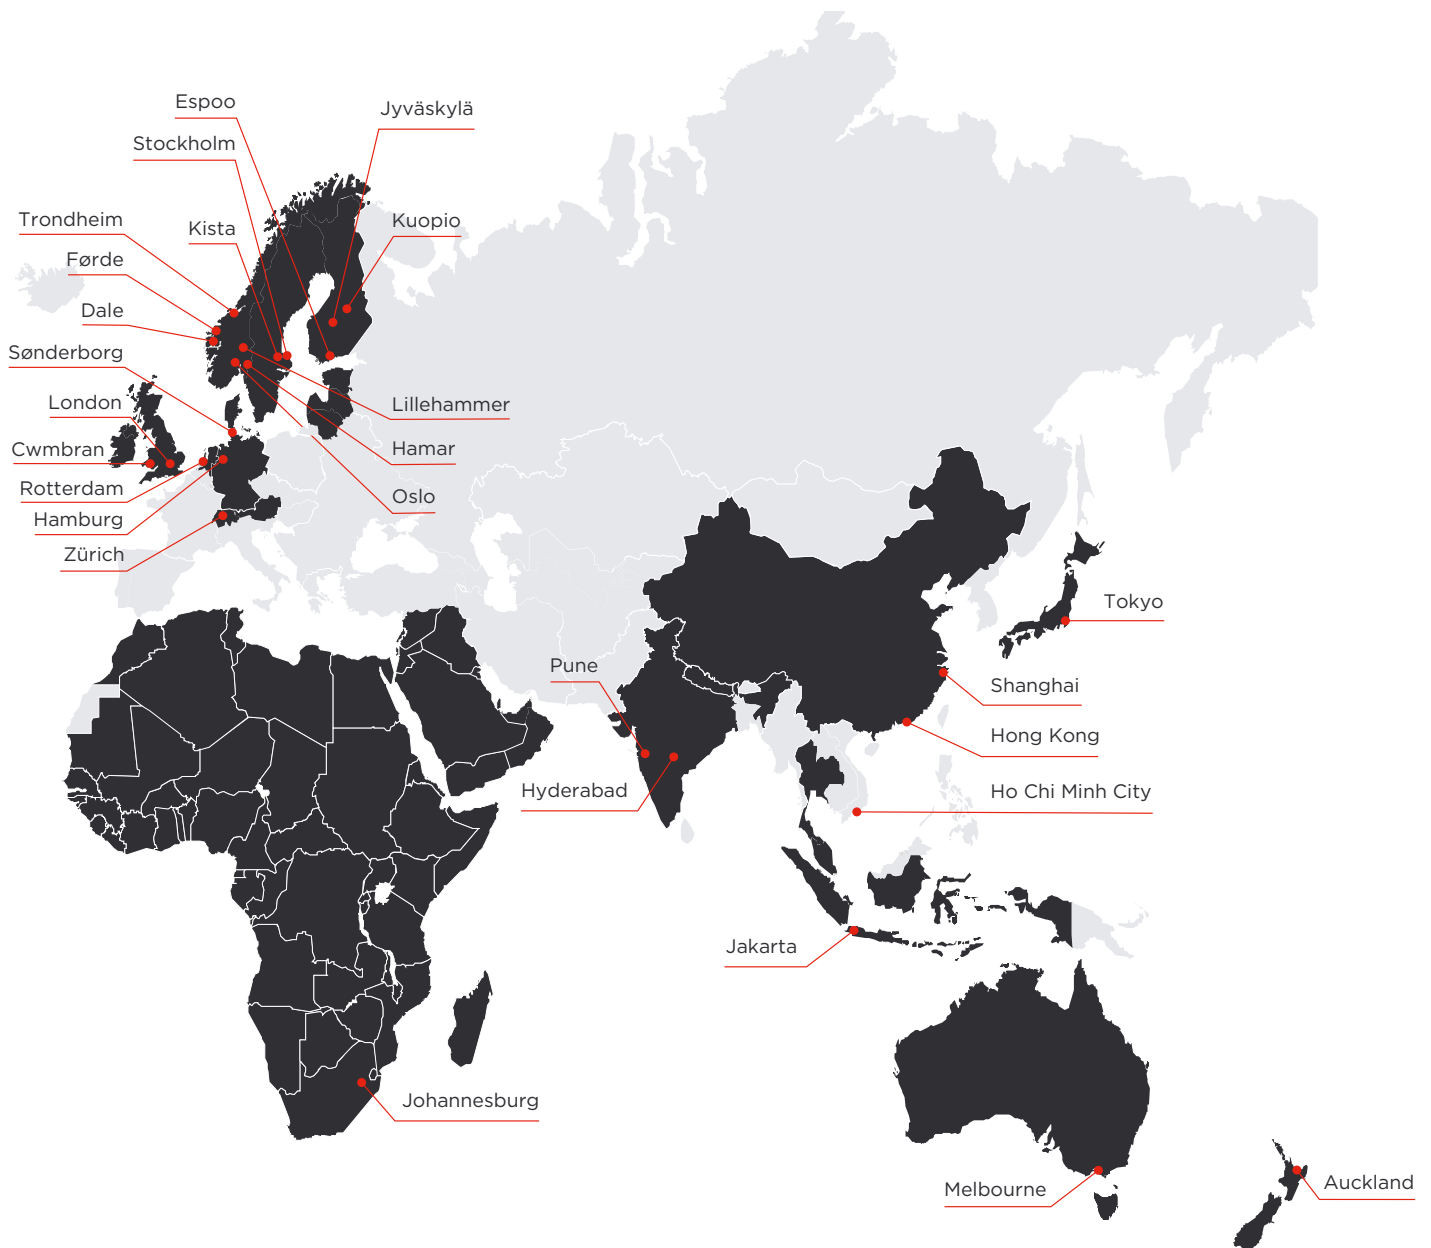 Espoo
Jyväskylä
Stockholm
Trondheim
Kista
Kuopio
Førde
Dale
Sønderborg
London
Lillehammer
Cwmbran
Hamar
Rotterdam
Oslo
Hamburg
Zürich
Tokyo
Pune
Shanghai
Hong Kong
Hyderabad
Ho Chi Minh City
Jakarta
Johannesburg
Melbourne
Auckland